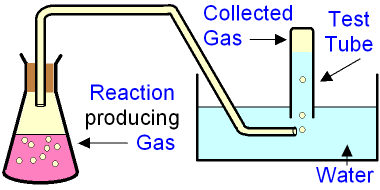 Collected
Gas
Test
Tube
Reaction
producing
Gas
Water